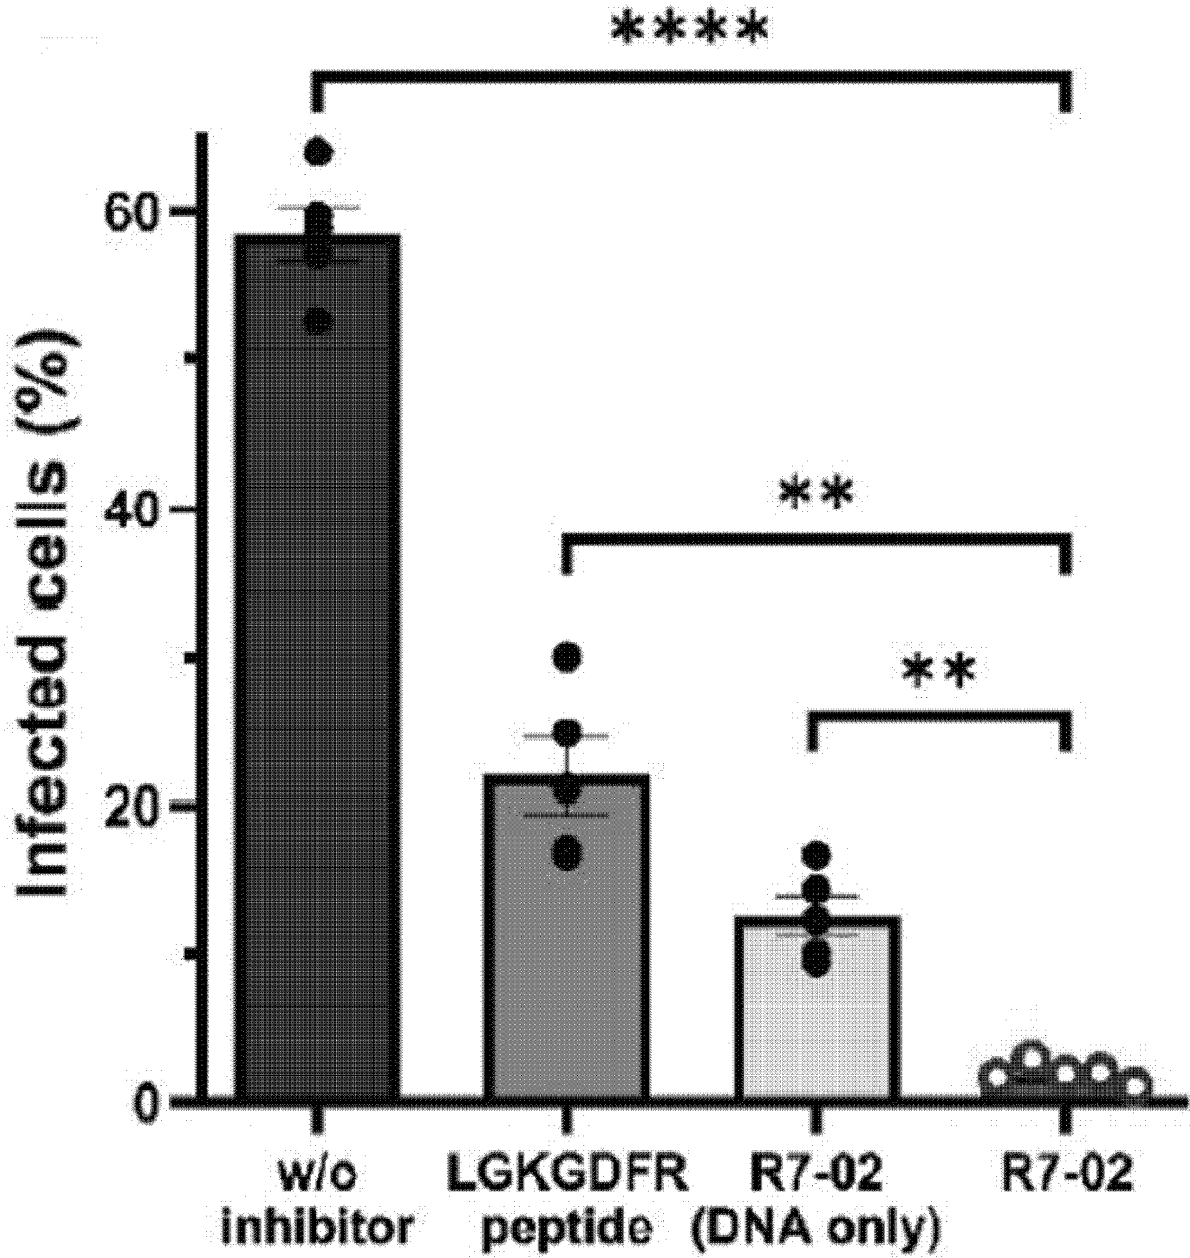 ****
60
40
20
0
Infected cells (%)
**
**
w/o
inhibitor
LGKGDFR
peptide
R7-02
(DNA only)
R7-02